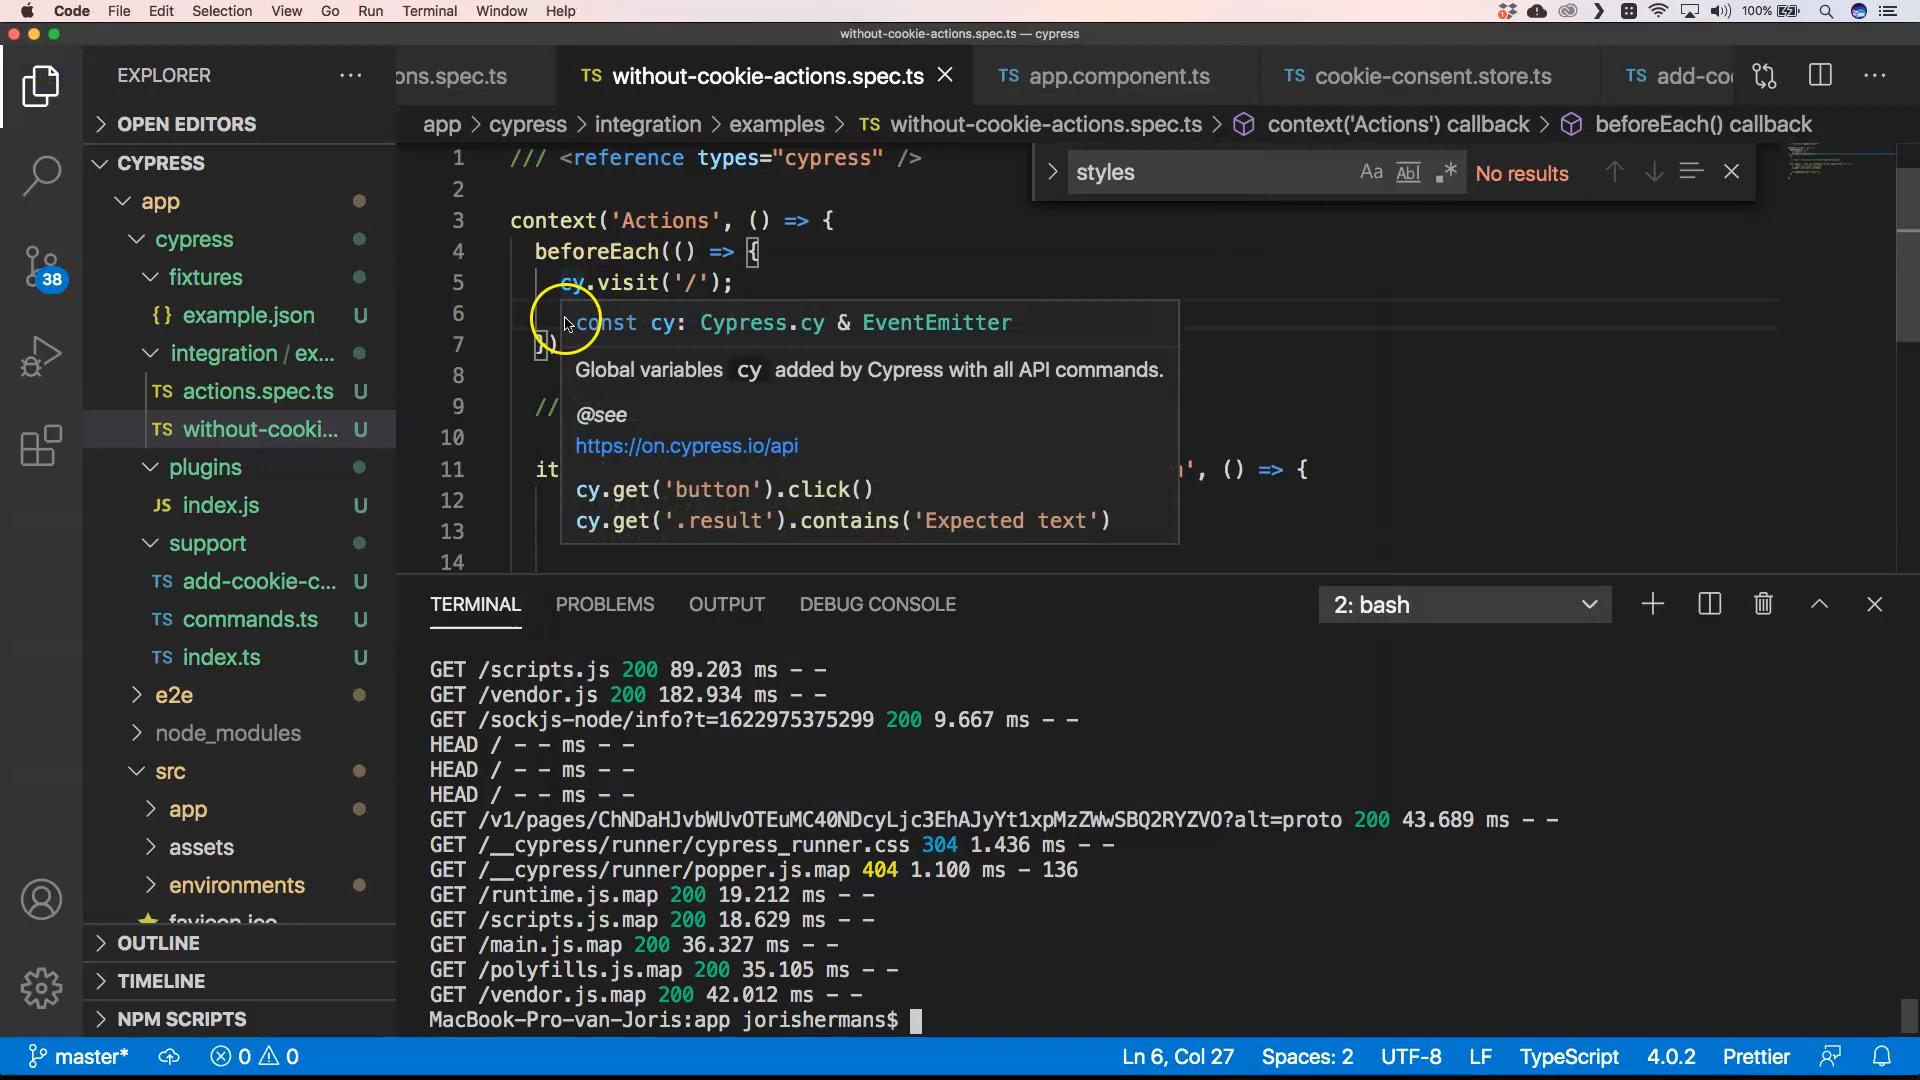 Code File Edit Selection View Go Run Terminal Window Help 100%
without-cookie-actions.spec.ts — cypress
EXPLORER
ons.spec.ts
TS without-cookie-actions.spec.ts
TS app.component.ts
TS cookie-consent.store.ts
TS add-coo
OPEN EDITORS
app > cypress > integration > examples > TS without-cookie-actions.spec.ts > context('Actions') callback > beforeEach() callback
CYPRESS
app
cypress
fixtures
{} example.json U
integration / ex...
TS actions.spec.ts U
TS without-cooki... U
plugins
JS index.js U
support
TS add-cookie-c... U
TS commands.ts U
TS index.ts U
e2e
node_modules
src
app
assets
environments
favicon.ico
OUTLINE
TIMELINE
NPM SCRIPTS
38
styles Aa Abl .* No results
1 /// <reference types="cypress" />
2
3 context('Actions', () => {
4 beforeEach(() => {
5 cy.visit('/');
6
7 })
8
9 //
10
11 it ', () => {
12
13
14
const cy: Cypress.cy & EventEmitter
Global variables cy added by Cypress with all API commands.
@see
https://on.cypress.io/api
cy.get('button').click()
cy.get('.result').contains('Expected text')
TERMINAL PROBLEMS OUTPUT DEBUG CONSOLE 2: bash
GET /scripts.js 200 89.203 ms - -
GET /vendor.js 200 182.934 ms - -
GET /sockjs-node/info?t=1622975375299 200 9.667 ms - -
HEAD / - - ms - -
HEAD / - - ms - -
HEAD / - - ms - -
GET /v1/pages/ChNDaHJvbWUvOTEuMC40NDcyLjc3EhAJyYt1xpMzZWwSBQ2RYZVO?alt=proto 200 43.689 ms - -
GET /__cypress/runner/cypress_runner.css 304 1.436 ms - -
GET /__cypress/runner/popper.js.map 404 1.100 ms - 136
GET /runtime.js.map 200 19.212 ms - -
GET /scripts.js.map 200 18.629 ms - -
GET /main.js.map 200 36.327 ms - -
GET /polyfills.js.map 200 35.105 ms - -
GET /vendor.js.map 200 42.012 ms - -
MacBook-Pro-van-Joris:app jorishermans$
master* 0 0 Ln 6, Col 27 Spaces: 2 UTF-8 LF TypeScript 4.0.2 Prettier